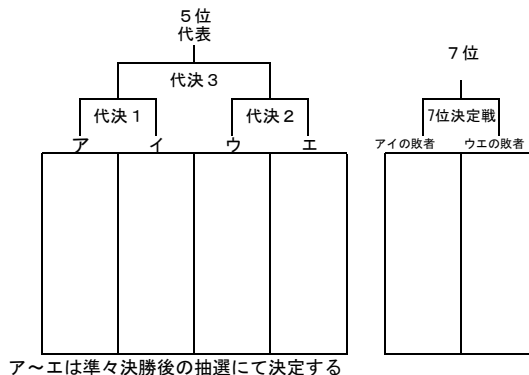 5位
代表
代決3
代決1
代決2
ア
イ
ウ
エ
7位
7位決定戦
アイの敗者
ウエの敗者
ア～エは準々決勝後の抽選にて決定する